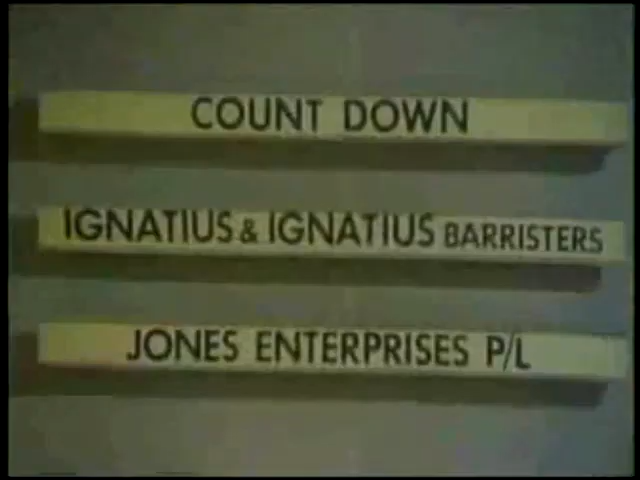 COUNT DOWN
IGNATIUS & IGNATIUS BARRISTERS
JONES ENTERPRISES P/L